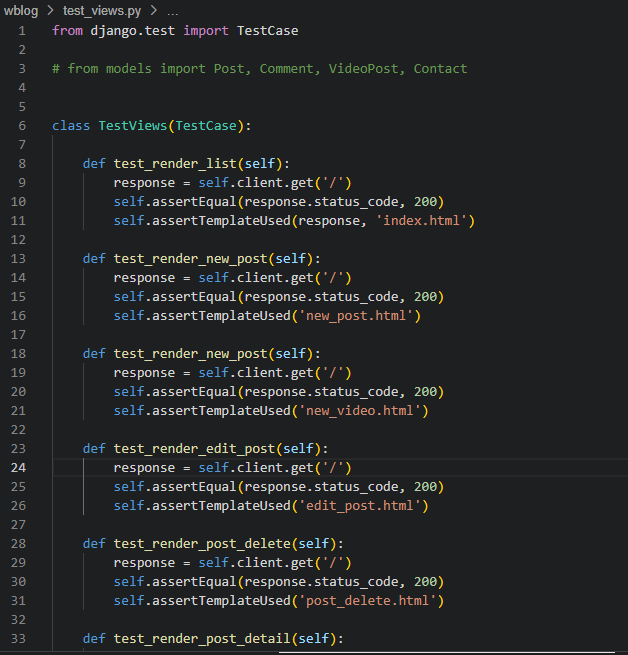 wblog > test_views.py > ...
1 from django.test import TestCase
2
3 # from models import Post, Comment, VideoPost, Contact
4
5
6 class TestViews(TestCase):
7
8     def test_render_list(self):
9         response = self.client.get('/')
10         self.assertEqual(response.status_code, 200)
11         self.assertTemplateUsed(response, 'index.html')
12
13     def test_render_new_post(self):
14         response = self.client.get('/')
15         self.assertEqual(response.status_code, 200)
16         self.assertTemplateUsed('new_post.html')
17
18     def test_render_new_post(self):
19         response = self.client.get('/')
20         self.assertEqual(response.status_code, 200)
21         self.assertTemplateUsed('new_video.html')
22
23     def test_render_edit_post(self):
24         response = self.client.get('/')
25         self.assertEqual(response.status_code, 200)
26         self.assertTemplateUsed('edit_post.html')
27
28     def test_render_post_delete(self):
29         response = self.client.get('/')
30         self.assertEqual(response.status_code, 200)
31         self.assertTemplateUsed('post_delete.html')
32
33     def test_render_post_detail(self):